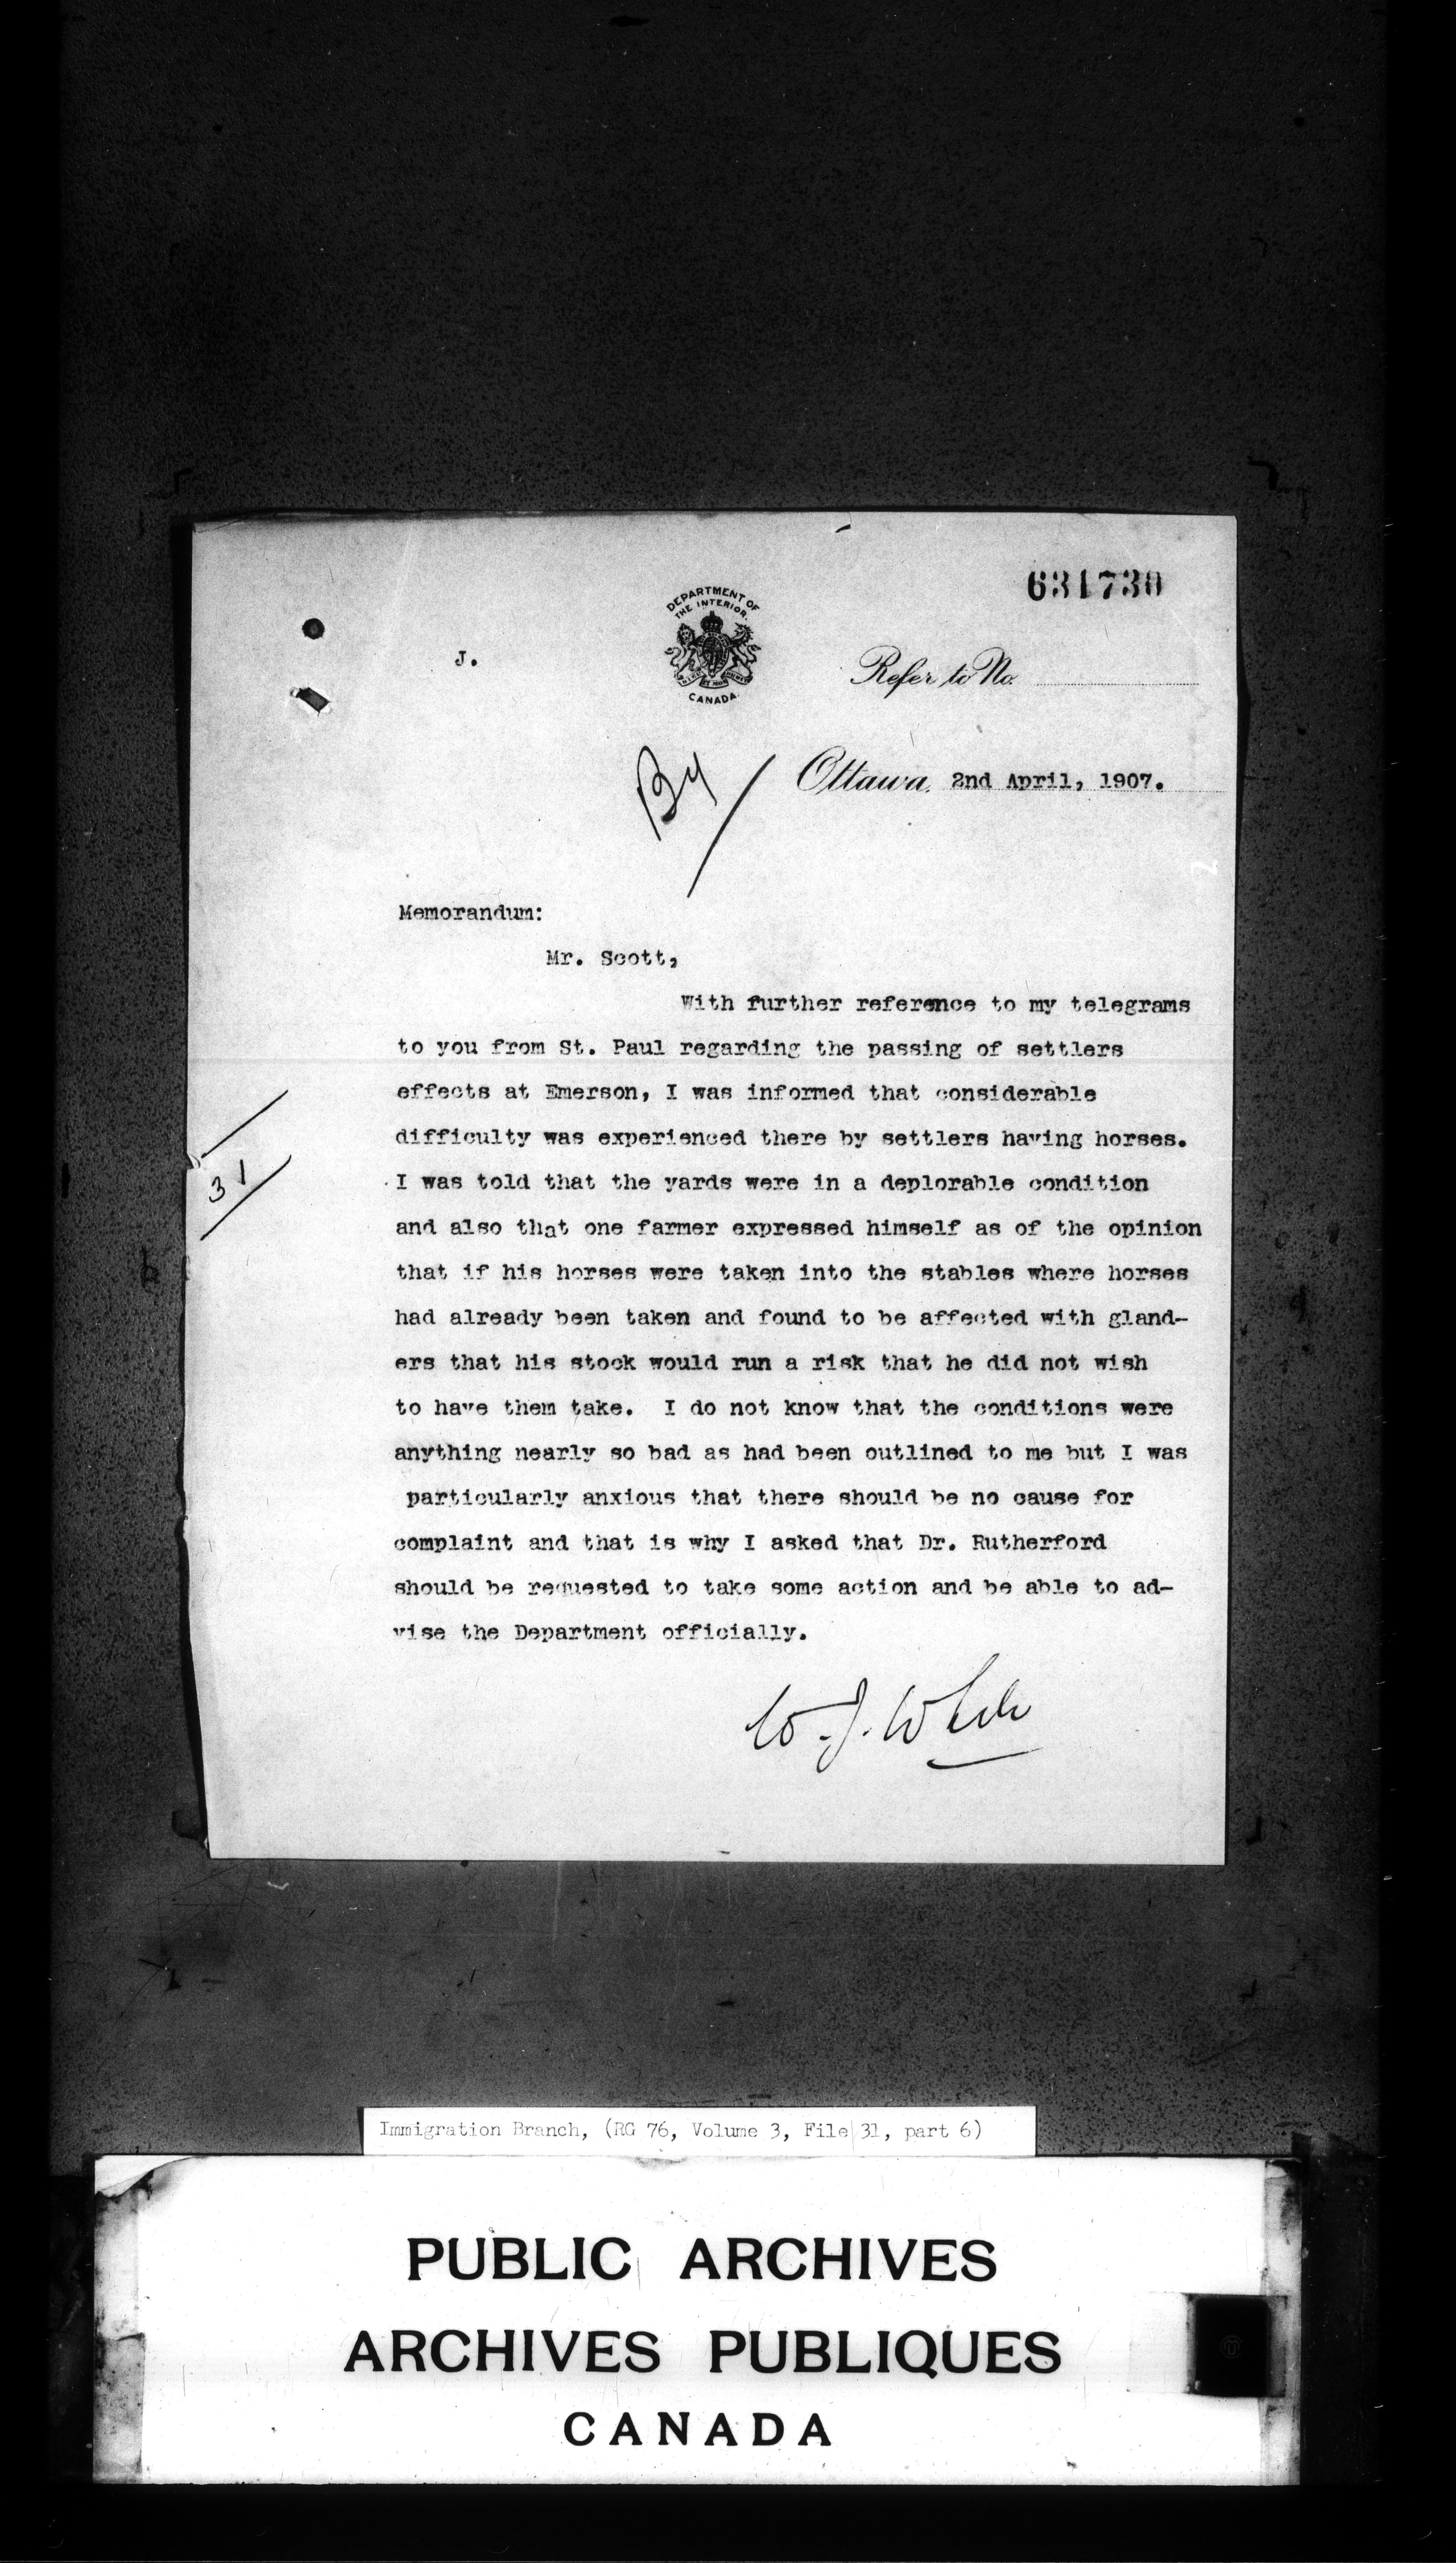 631730
DEPARTMENT OF
THE INTERIOR.
CANADA.
J.
Refer to No.
By
Ottawa, 2nd April, 1907.
Memorandum:
Mr. Scott,
With further reference to my telegrams
to you from St. Paul regarding the passing of settlers
effects at Emerson, I was informed that considerable
difficulty was experienced there by settlers having horses.
I was told that the yards were in a deplorable condition
31
and also that one farmer expressed himself as of the opinion
that if his horses were taken into the stables where horses
had already been taken and found to be affected with gland-
ers that his stock would run a risk that he did not wish
to have them take. I do not know that the conditions were
anything nearly so bad as had been outlined to me but I was
particularly anxious that there should be no cause for
complaint and that is why I asked that Dr. Rutherford
should be requested to take some action and be able to ad-
vise the Department officially.
W. J. White
Immigration Branch, (RG 76, Volume 3, File 31, part 6)
PUBLIC ARCHIVES
ARCHIVES PUBLIQUES
CANADA